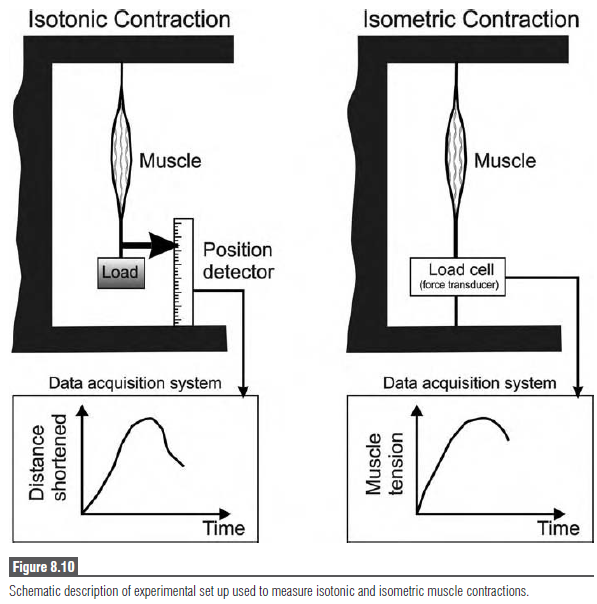 Isotonic Contraction
Muscle
Load
Position
detector
Data acquisition system
Distance
shortened
Time
Isometric Contraction
Muscle
Load cell
(force transducer)
Data acquisition system
Muscle
tension
Time
Figure 8.10
Schematic description of experimental set up used to measure isotonic and isometric muscle contractions.